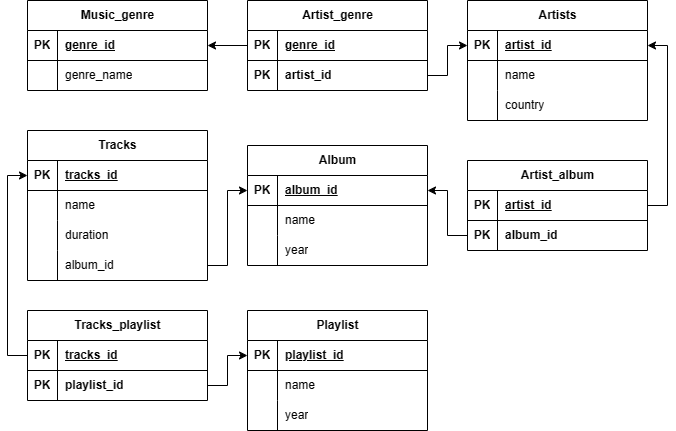 Music_genre
PK genre_id
genre_name
Artist_genre
PK genre_id
PK artist_id
Artists
PK artist_id
name
country
Tracks
PK tracks_id
name
duration
album_id
Album
PK album_id
name
year
Artist_album
PK artist_id
PK album_id
Tracks_playlist
PK tracks_id
PK playlist_id
Playlist
PK playlist_id
name
year